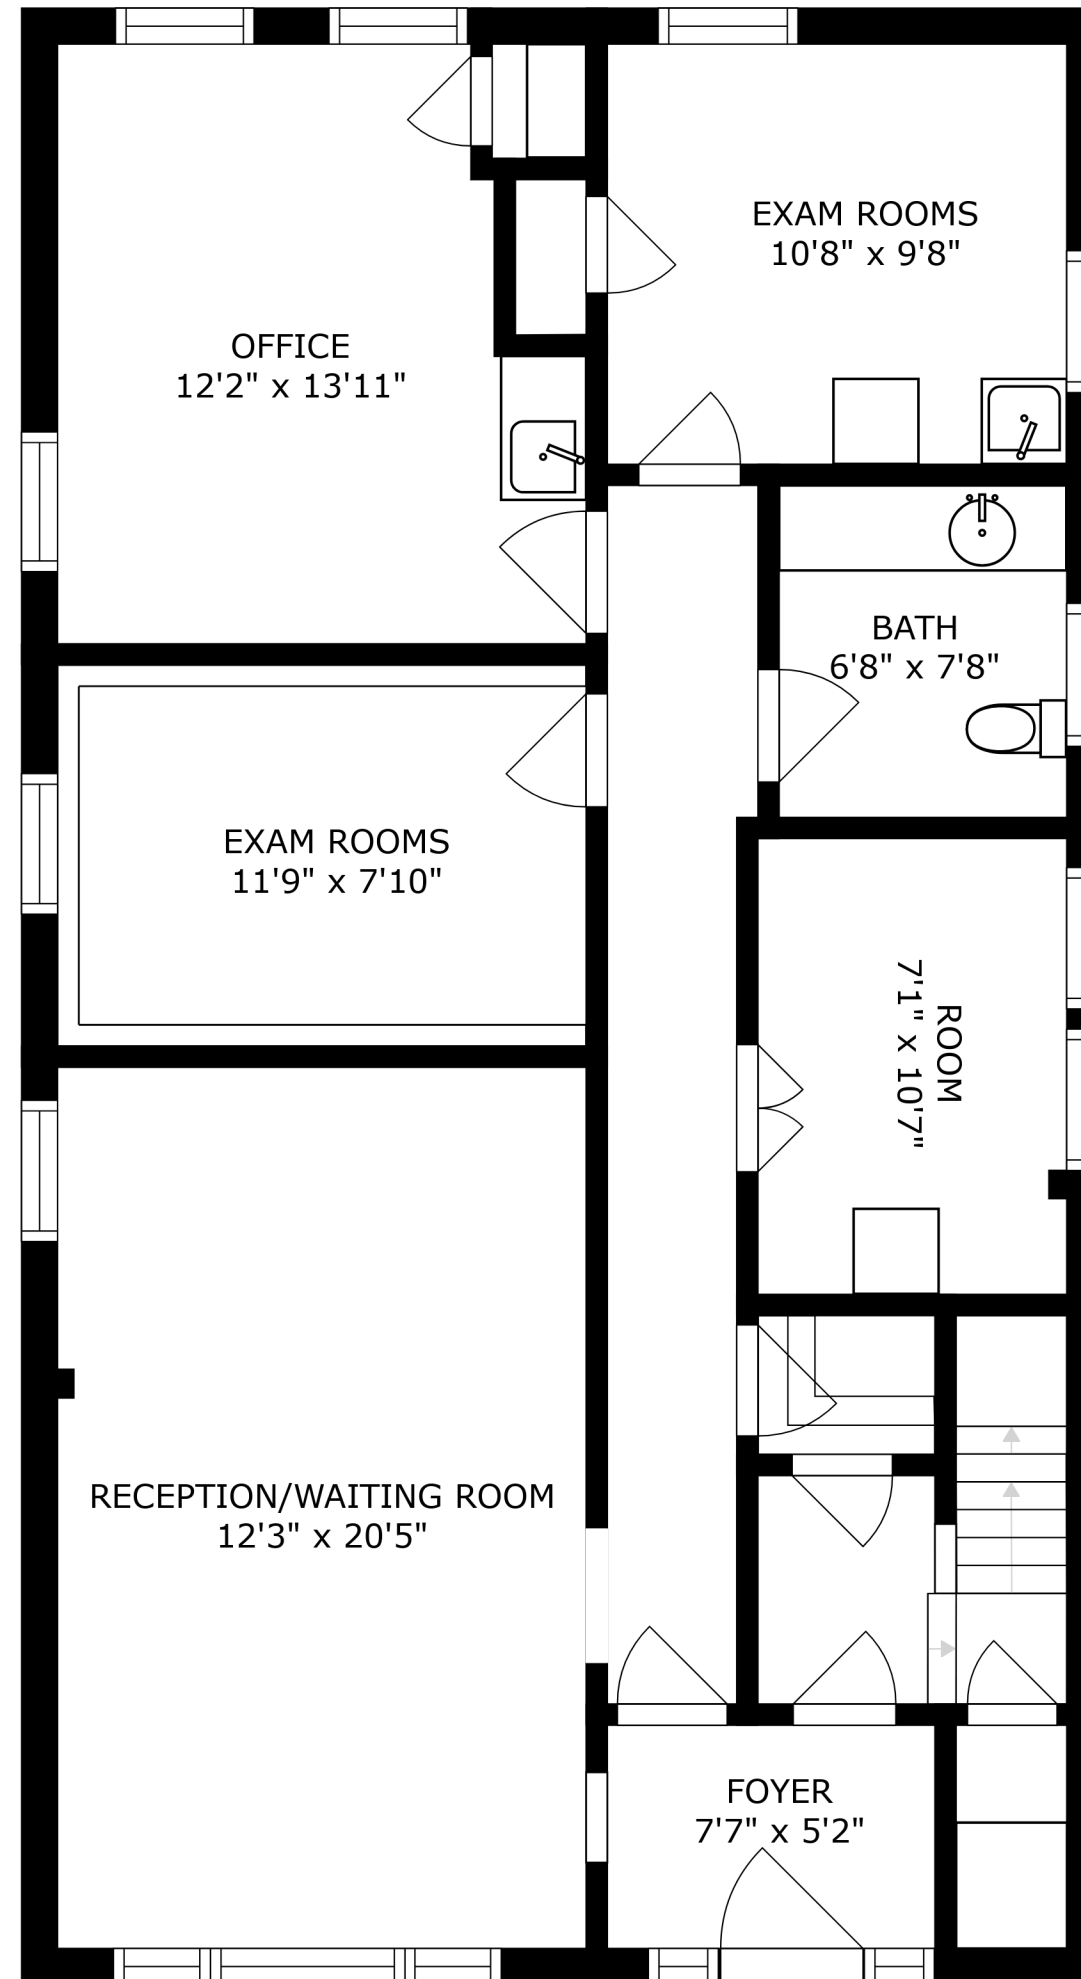 EXAM ROOMS
10'8" x 9'8"
OFFICE
12'2" x 13'11"
BATH
6'8" x 7'8"
EXAM ROOMS
11'9" x 7'10"
ROOM
7'1" x 10'7"
RECEPTION/WAITING ROOM
12'3" x 20'5"
FOYER
7'7" x 5'2"